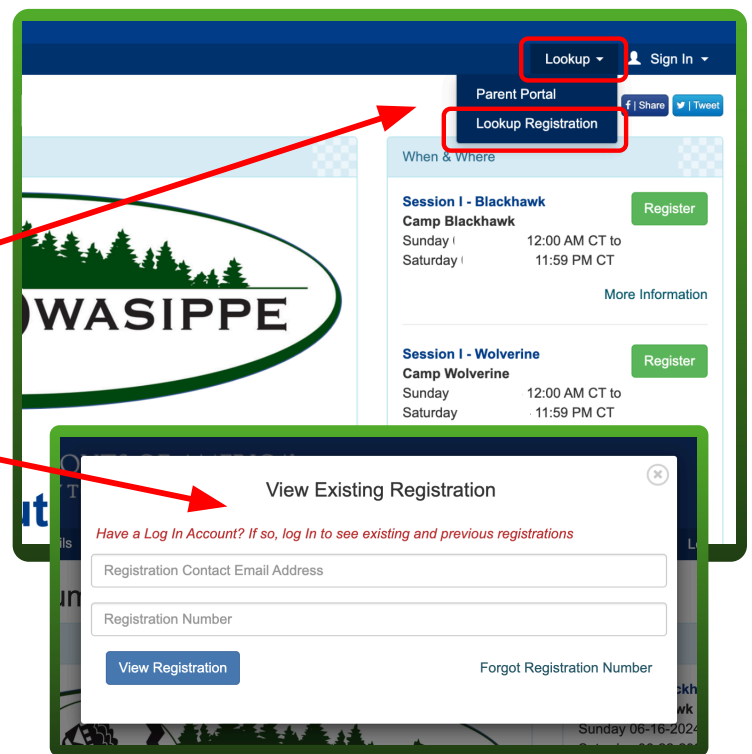 Lookup
Sign In
Parent Portal
Lookup Registration
f | Share
| Tweet
When & Where
Session I - Blackhawk
Register
Camp Blackhawk
Sunday 12:00 AM CT to
Saturday 11:59 PM CT
More Information
WASIPPE
Session I - Wolverine
Register
Camp Wolverine
Sunday 12:00 AM CT to
Saturday 11:59 PM CT
View Existing Registration
Have a Log In Account? If so, log In to see existing and previous registrations
Registration Contact Email Address
Registration Number
View Registration
Forgot Registration Number
Sunday 06-16-2024